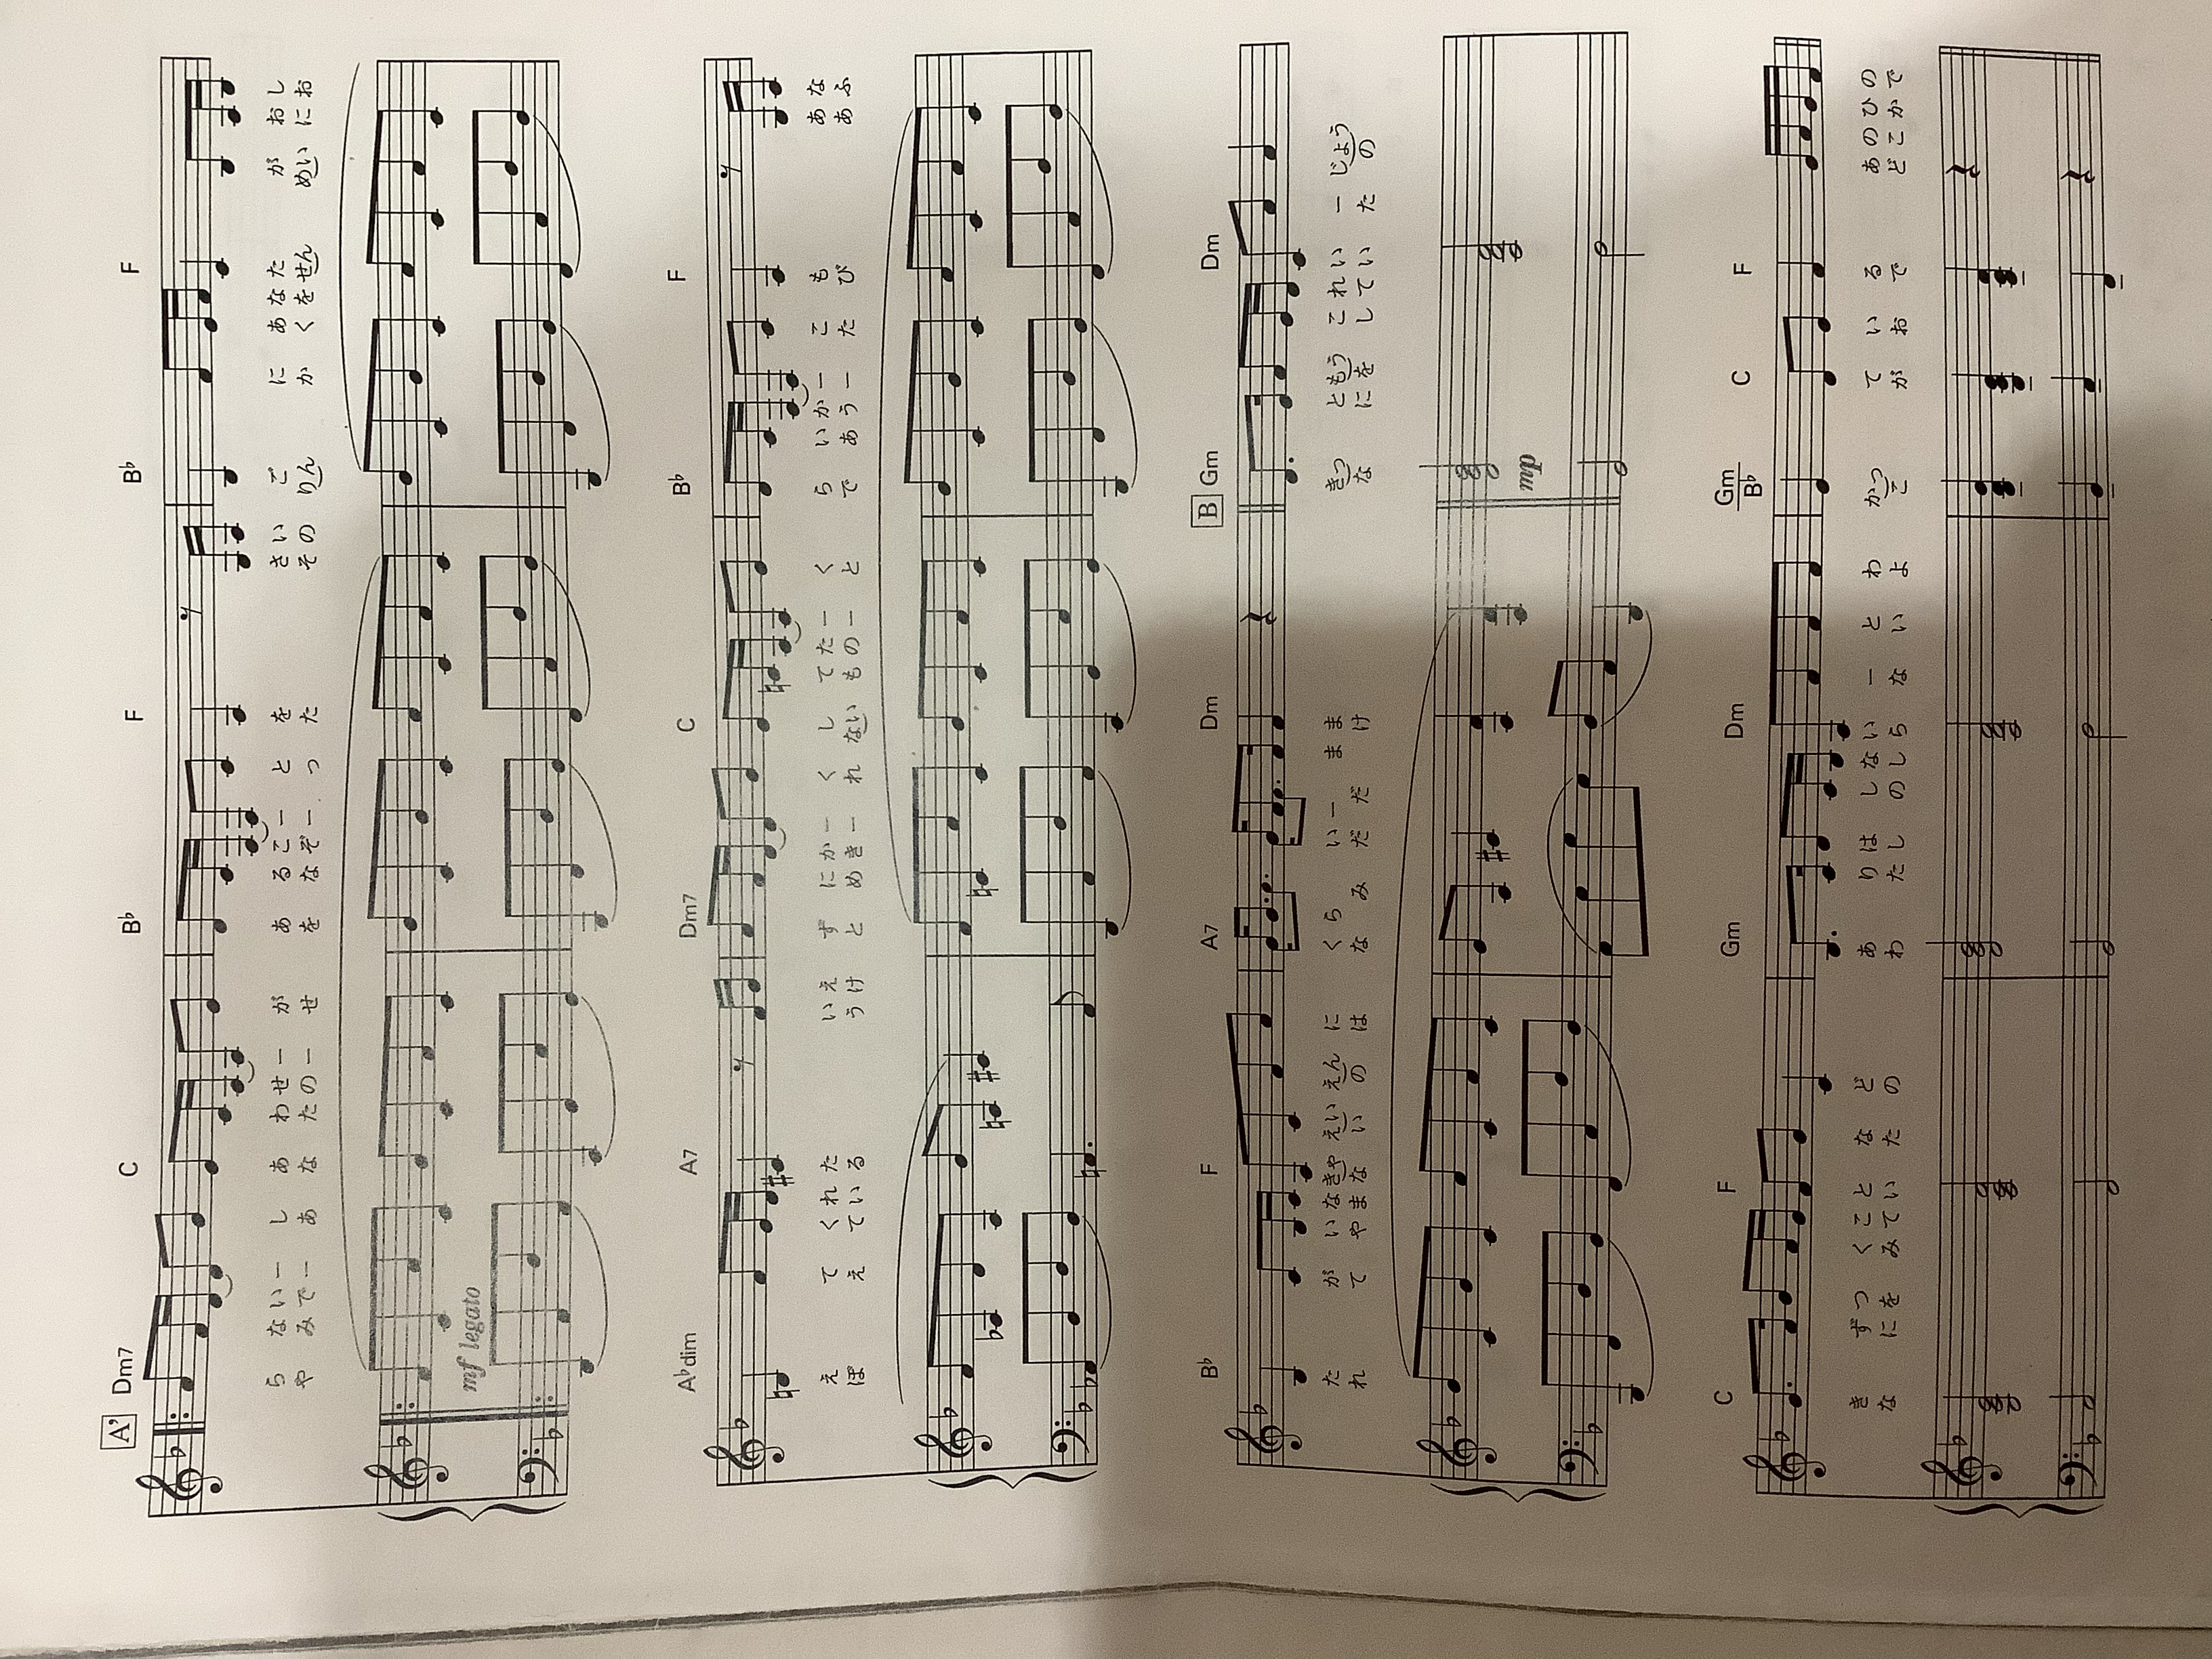 A’ Dm7 C B♭ F B♭ F
ら ないー し あ わせー が あ るこー と を さい ご に あなた が おし
や みでー あ な たのー せ を なぞー っ た その りん か くをせん めい にお
mf legato
A♭dim A7 Dm7 C B♭ F
え て くれ た いえ ず にかー く し てたー く ら いかー こ も あな
ぽ え てい る うけ と めきー れ ない ものー と で あうー た び あふ
B♭ F A7 Dm B Gm Dm
た が いなきゃ えい えん に くら いー まま きっ ともう これい ー じょう
れ て やまな い の は な み だ だ け な にを してい た の
mp
C F Gm Dm Gm/B♭ C F
き ずつ くこと な ど あ りは しない ー と わ かっ て い る あのひの
な にを みてい た の わ たし のしら な い よ こ が お で どこかで